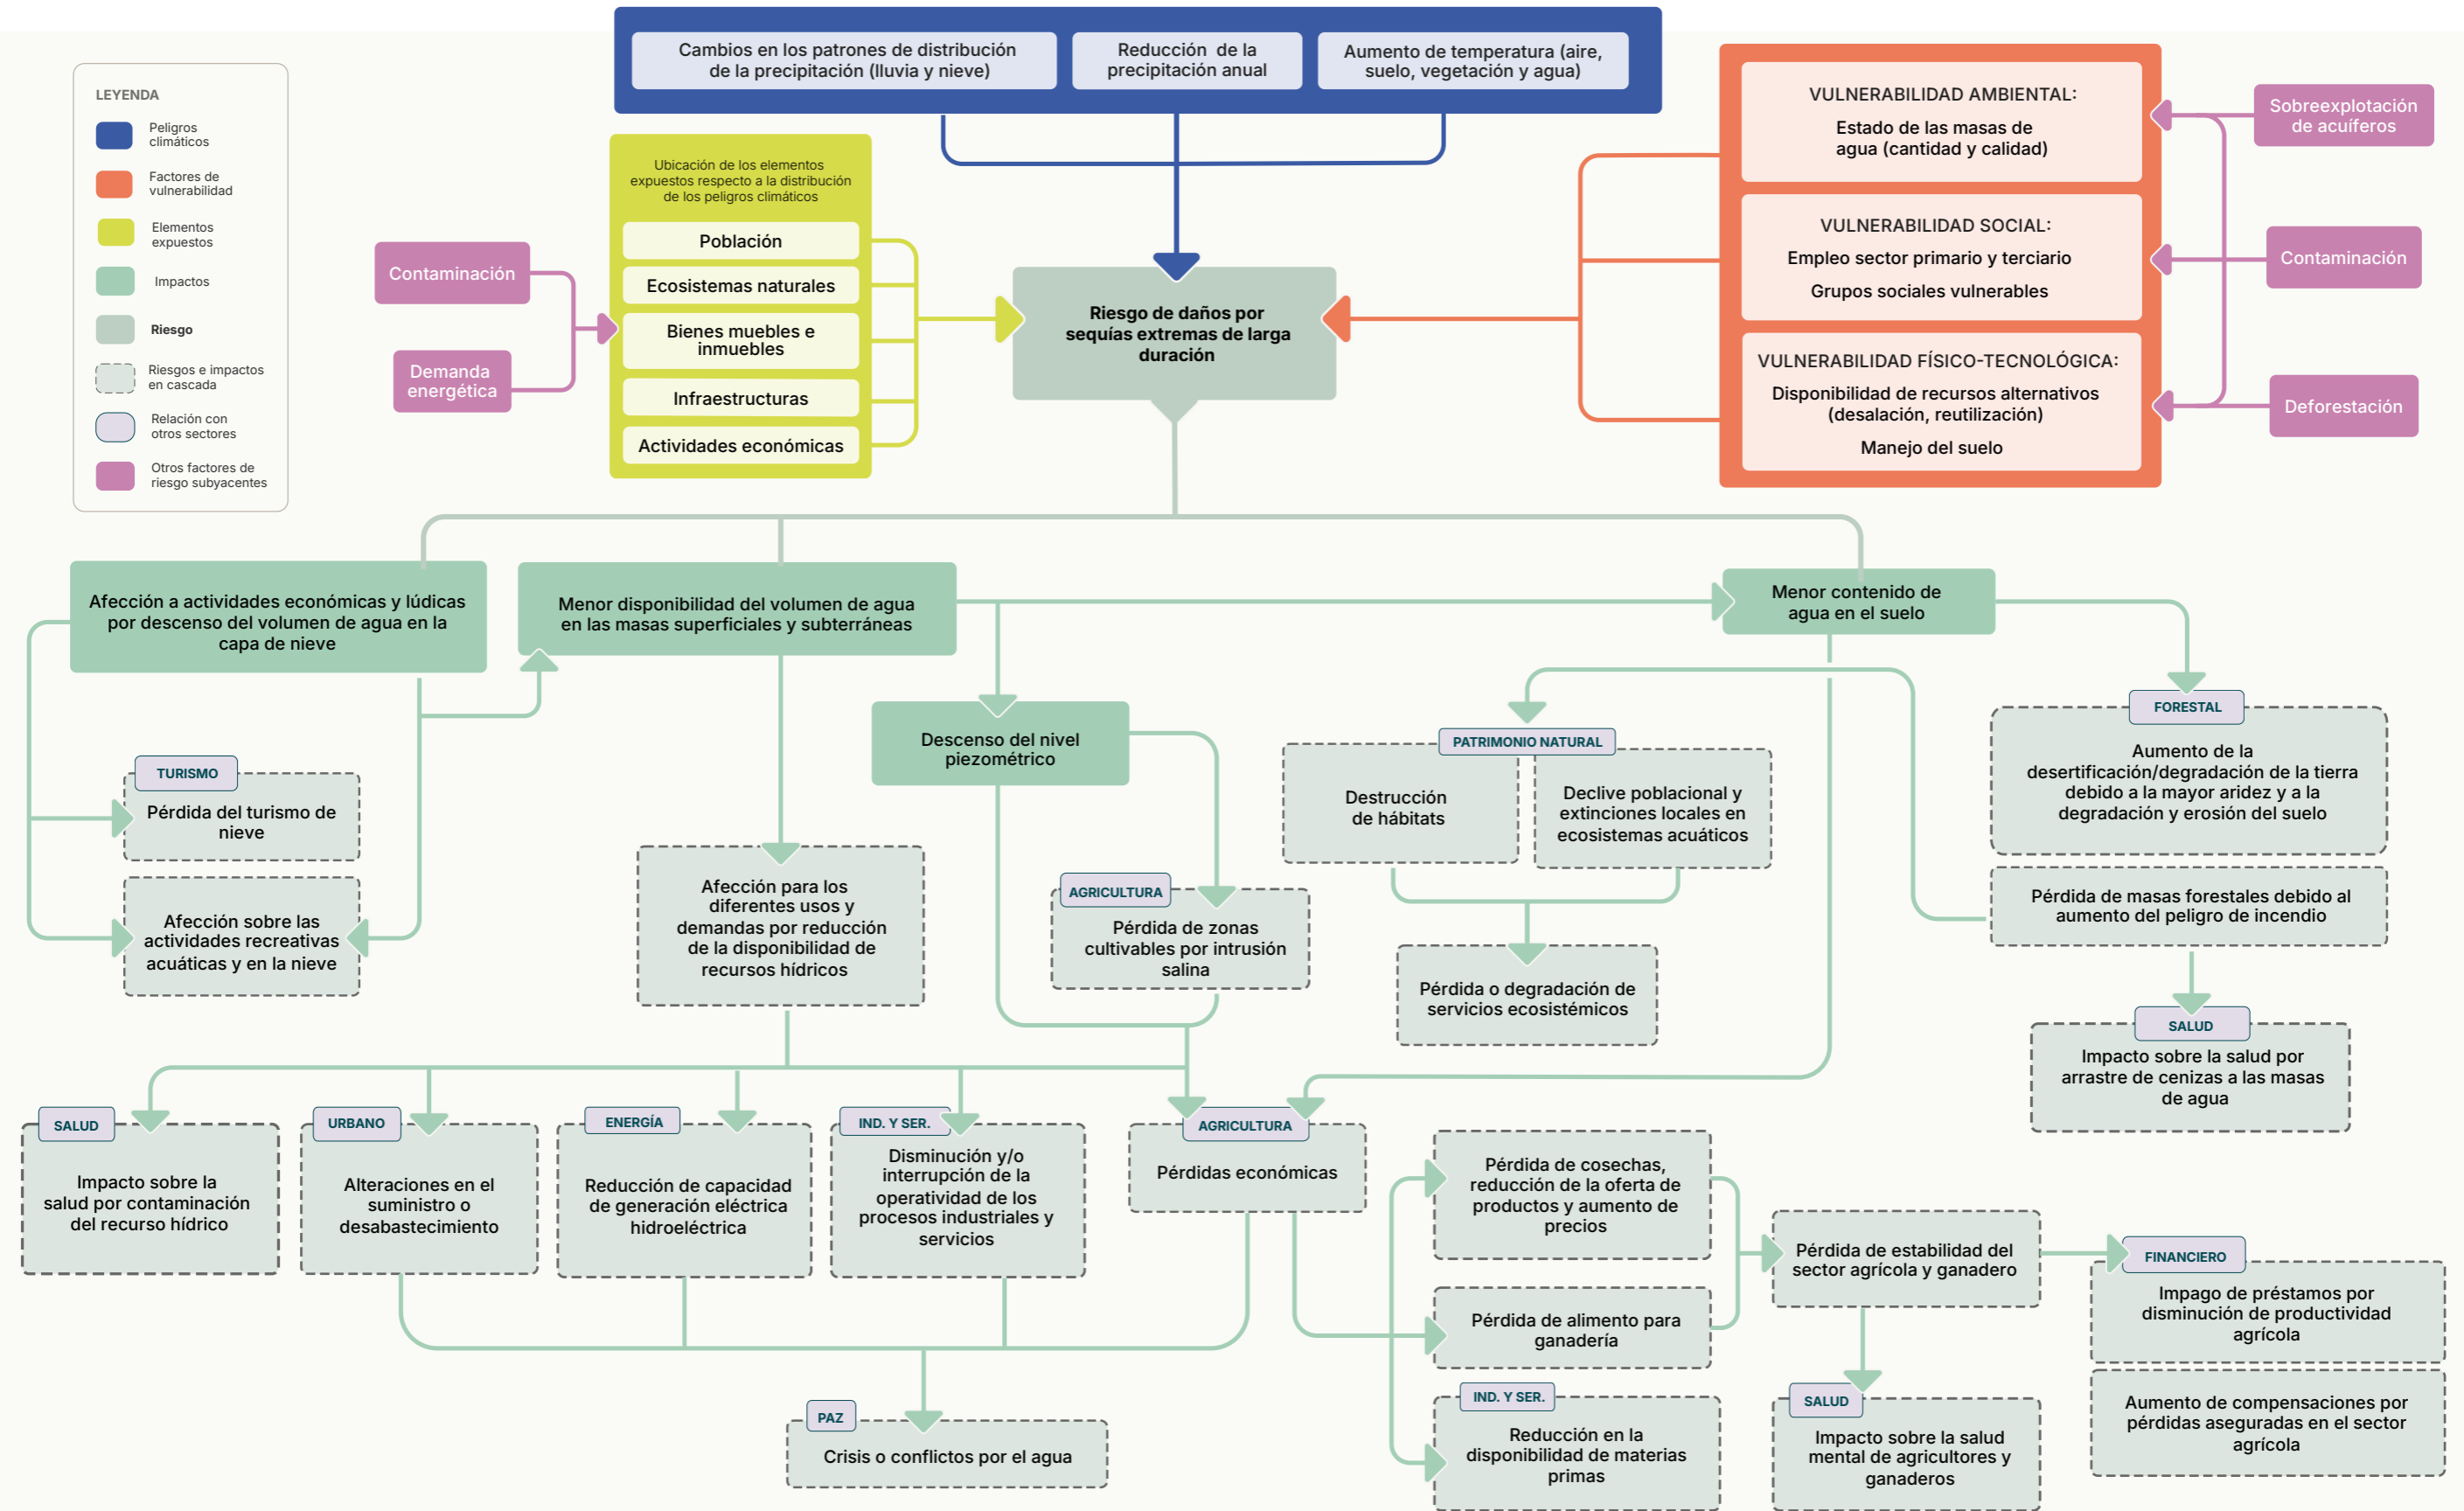 Cambios en los patrones de distribución
de la precipitación (lluvia y nieve)
Reducción de la
precipitación anual
Aumento de temperatura (aire,
suelo, vegetación y agua)
LEYENDA
Peligros
climáticos
Factores de
vulnerabilidad
Elementos
expuestos
Impactos
Riesgo
Riesgos e impactos
en cascada
Relación con
otros sectores
Otros factores de
riesgo subyacentes
Contaminación
Demanda
energética
Ubicación de los elementos
expuestos respecto a la distribución
de los peligros climáticos
Población
Ecosistemas naturales
Bienes muebles e
inmuebles
Infraestructuras
Actividades económicas
Riesgo de daños por
sequías extremas de larga
duración
VULNERABILIDAD AMBIENTAL:
Estado de las masas de
agua (cantidad y calidad)
VULNERABILIDAD SOCIAL:
Empleo sector primario y terciario
Grupos sociales vulnerables
VULNERABILIDAD FÍSICO-TECNOLÓGICA:
Disponibilidad de recursos alternativos
(desalación, reutilización)
Manejo del suelo
Sobreexplotación
de acuíferos
Contaminación
Deforestación
Afección a actividades económicas y lúdicas
por descenso del volumen de agua en la
capa de nieve
Menor disponibilidad del volumen de agua
en las masas superficiales y subterráneas
Menor contenido de
agua en el suelo
Descenso del nivel
piezométrico
TURISMO
Pérdida del turismo de
nieve
Afección sobre las
actividades recreativas
acuáticas y en la nieve
Afección para los
diferentes usos y
demandas por reducción
de la disponibilidad de
recursos hídricos
AGRICULTURA
Pérdida de zonas
cultivables por intrusión
salina
PATRIMONIO NATURAL
Destrucción
de hábitats
Declive poblacional y
extinciones locales en
ecosistemas acuáticos
Pérdida o degradación de
servicios ecosistémicos
FORESTAL
Aumento de la
desertificación/degradación de la tierra
debido a la mayor aridez y a la
degradación y erosión del suelo
Pérdida de masas forestales debido al
aumento del peligro de incendio
SALUD
Impacto sobre la salud por
arrastre de cenizas a las masas
de agua
SALUD
Impacto sobre la
salud por contaminación
del recurso hídrico
URBANO
Alteraciones en el
suministro o
desabastecimiento
ENERGÍA
Reducción de capacidad
de generación eléctrica
hidroeléctrica
IND. Y SER.
Disminución y/o
interrupción de la
operatividad de los
procesos industriales y
servicios
AGRICULTURA
Pérdidas económicas
Pérdida de cosechas,
reducción de la oferta de
productos y aumento de
precios
Pérdida de alimento para
ganadería
IND. Y SER.
Reducción en la
disponibilidad de materias
primas
Pérdida de estabilidad del
sector agrícola y ganadero
SALUD
Impacto sobre la salud
mental de agricultores y
ganaderos
FINANCIERO
Impago de préstamos por
disminución de productividad
agrícola
Aumento de compensaciones por
pérdidas aseguradas en el sector
agrícola
PAZ
Crisis o conflictos por el agua